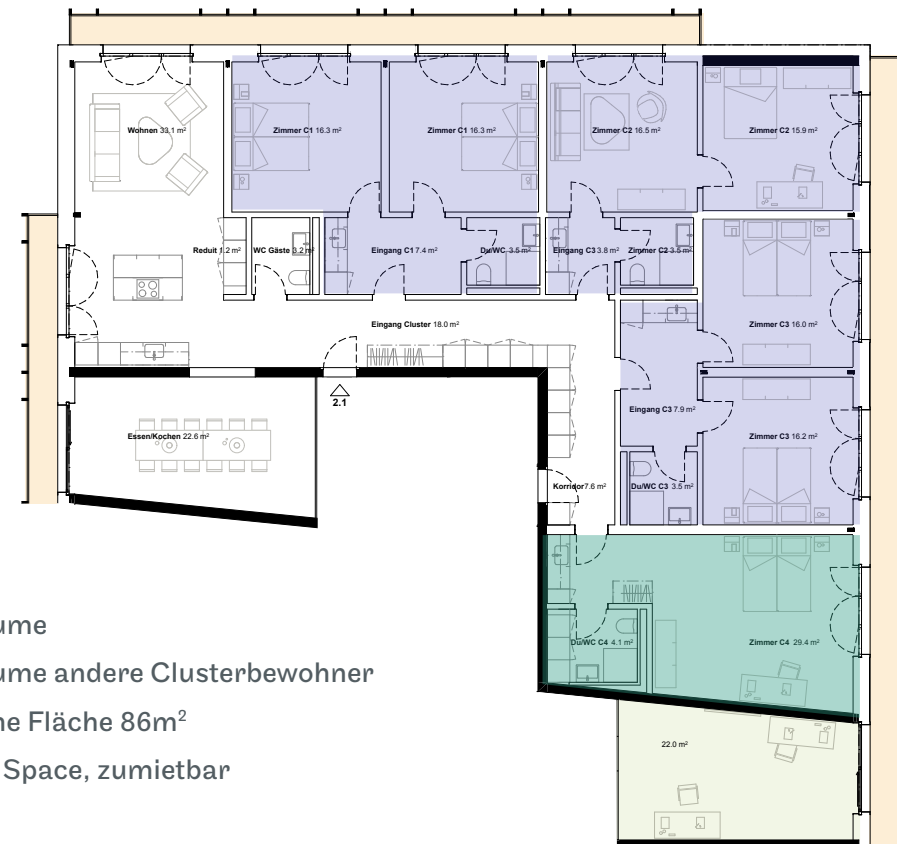 Wohnen 33.1 m²
Zimmer C1 16.3 m²
Zimmer C1 16.3 m²
Zimmer C2 16.5 m²
Zimmer C2 15.9 m²
Reduit 1.2 m²
WC Gäste 3.2 m²
Eingang C1 7.4 m²
Du/WC 3.5 m²
Eingang C3 3.8 m²
Zimmer C2 3.5 m²
Eingang Cluster 18.0 m²
Zimmer C3 16.0 m²
2.1
Eingang C3 7.9 m²
Essen/Kochen 22.6 m²
Zimmer C3 16.2 m²
Korridor 7.6 m²
Du/WC C3 3.5 m²
Du/WC C4 4.1 m²
Zimmer C4 29.4 m²
22.0 m²
ume
ume andere Clusterbewohner
ne Fläche 86m²
Space, zumietbar